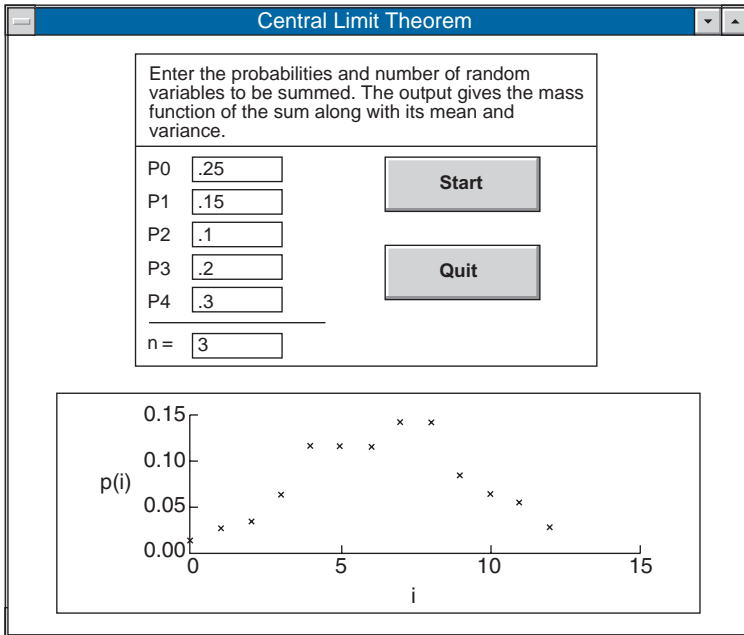 Central Limit Theorem
Enter the probabilities and number of random
variables to be summed. The output gives the mass
function of the sum along with its mean and
variance.
P0 .25
P1 .15
P2 .1
P3 .2
P4 .3
n = 3
Start
Quit
0.15
0.10
0.05
0.00
p(i)
0 5 10 15
i